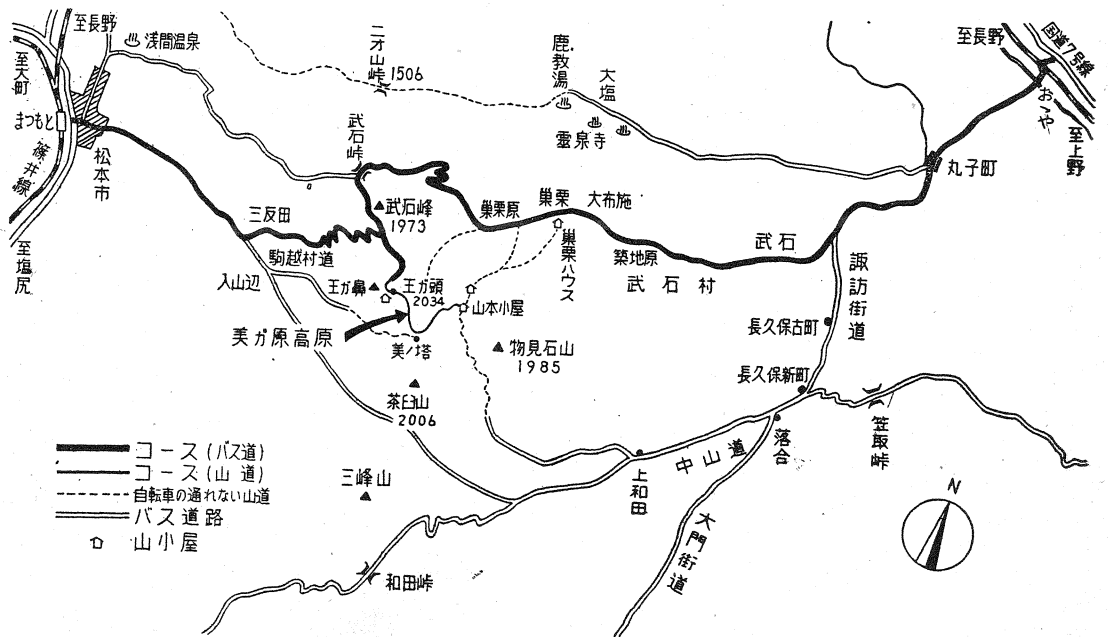 至長野
浅間温泉
至大町
まつもと
篠井線
至塩尻
松本市
二才山峠
1506
鹿教湯
大塩
霊泉寺
至長野
国道7号線
おゝや
至上野
丸子町
武石峠
武石峰
1973
三反田
駒越村道
入山辺
王ガ鼻
王ガ頭
2034
美ガ原高原
美ノ塔
山本小屋
巣栗原
巣栗
大布施
巣栗ハウス
築地原
武石
武石村
諏訪街道
長久保古町
長久保新町
物見石山
1985
茶臼山
2006
三峰山
和田峠
上和田
中山道
落合
笠取峠
大門街道
N
コース(バス道)
コース(山道)
自転車の通れない山道
バス道路
山小屋